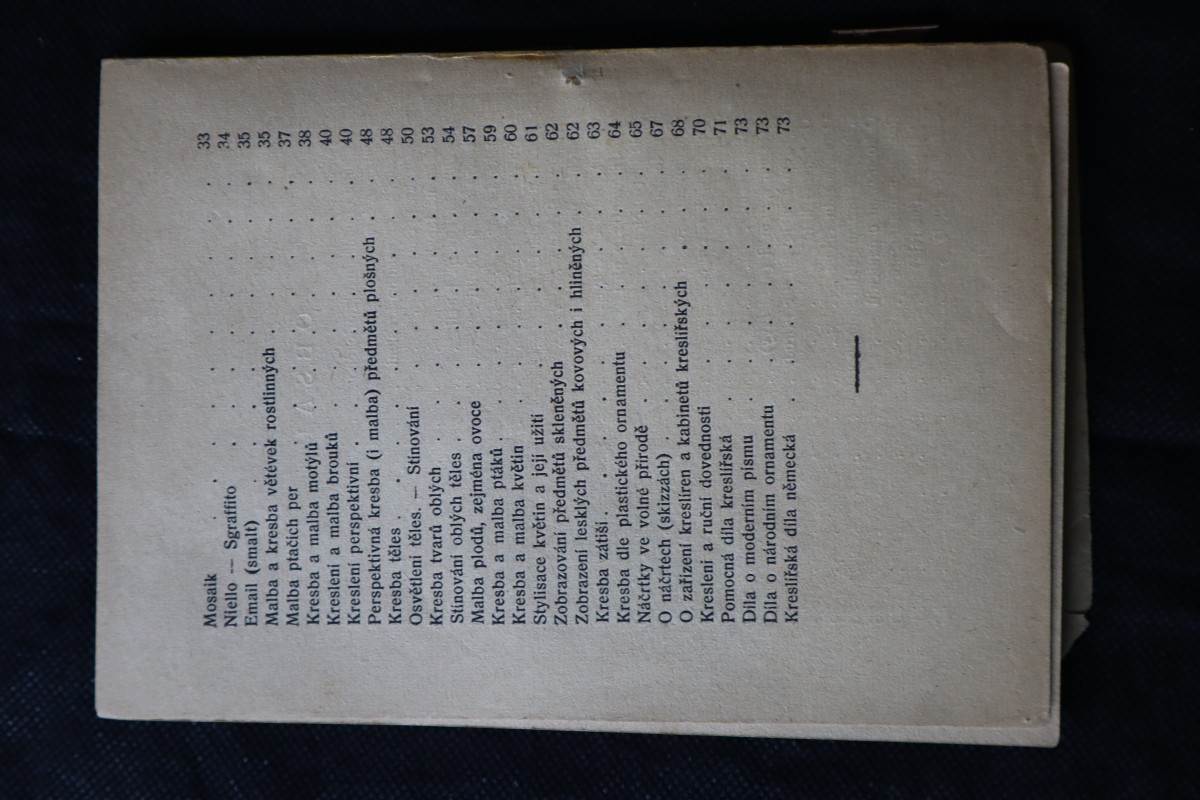 Mosaik . . . . . . . . 33
Niello — Sgraffito . . . . . . . 34
Email (smalt) . . . . . . . . 35
Malba a kresba větévek rostlinných . . . . 35
Malba ptačích per . . . . . . . 37
Kresba a malba motýlů . . . . . . 38
Kreslení a malba brouků . . . . . . 40
Kreslení perspektivní . . . . . . 40
Perspektivná kresba (i malba) předmětů plošných . 48
Kresba těles . . . . . . . . 48
Osvětlení těles. — Stínování . . . . . 50
Kresba tvarů oblých . . . . . . 53
Stínování oblých těles . . . . . . 54
Malba plodů, zejména ovoce . . . . . 57
Kresba a malba ptáků . . . . . . 59
Kresba a malba květin . . . . . . 60
Stylisace květin a její užití . . . . . 61
Zobrazování předmětů skleněných . . . . 62
Zobrazení lesklých předmětů kovových i hliněných . 62
Kresba zátiší . . . . . . . . 63
Kresba dle plastického ornamentu . . . . 64
Náčrtky ve volné přírodě . . . . . 65
O náčrtech (skizzách) . . . . . . 67
O zařízení kreslíren a kabinetů kreslířských . . 68
Kreslení a ruční dovednosti . . . . . 70
Pomocná díla kreslířská . . . . . . 71
Díla o moderním písmu . . . . . . 73
Díla o národním ornamentu . . . . . 73
Kreslířská díla německá . . . . . . 73